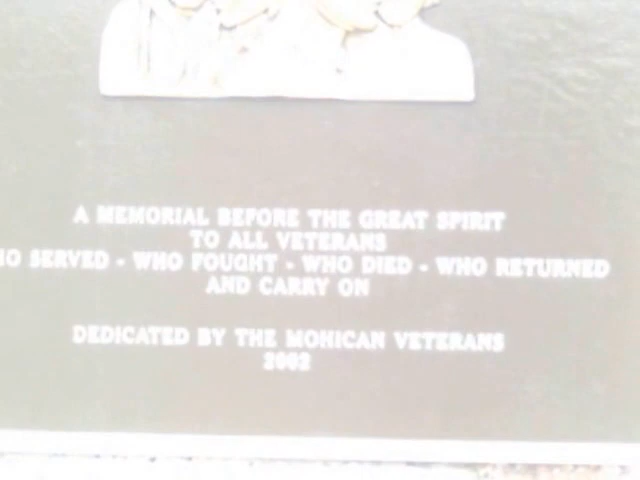 A MEMORIAL BEFORE THE GREAT SPIRIT
TO ALL VETERANS
SERVED - WHO FOUGHT - WHO DIED - WHO RETURNED
AND CARRY ON
DEDICATED BY THE MOHICAN VETERANS
2002